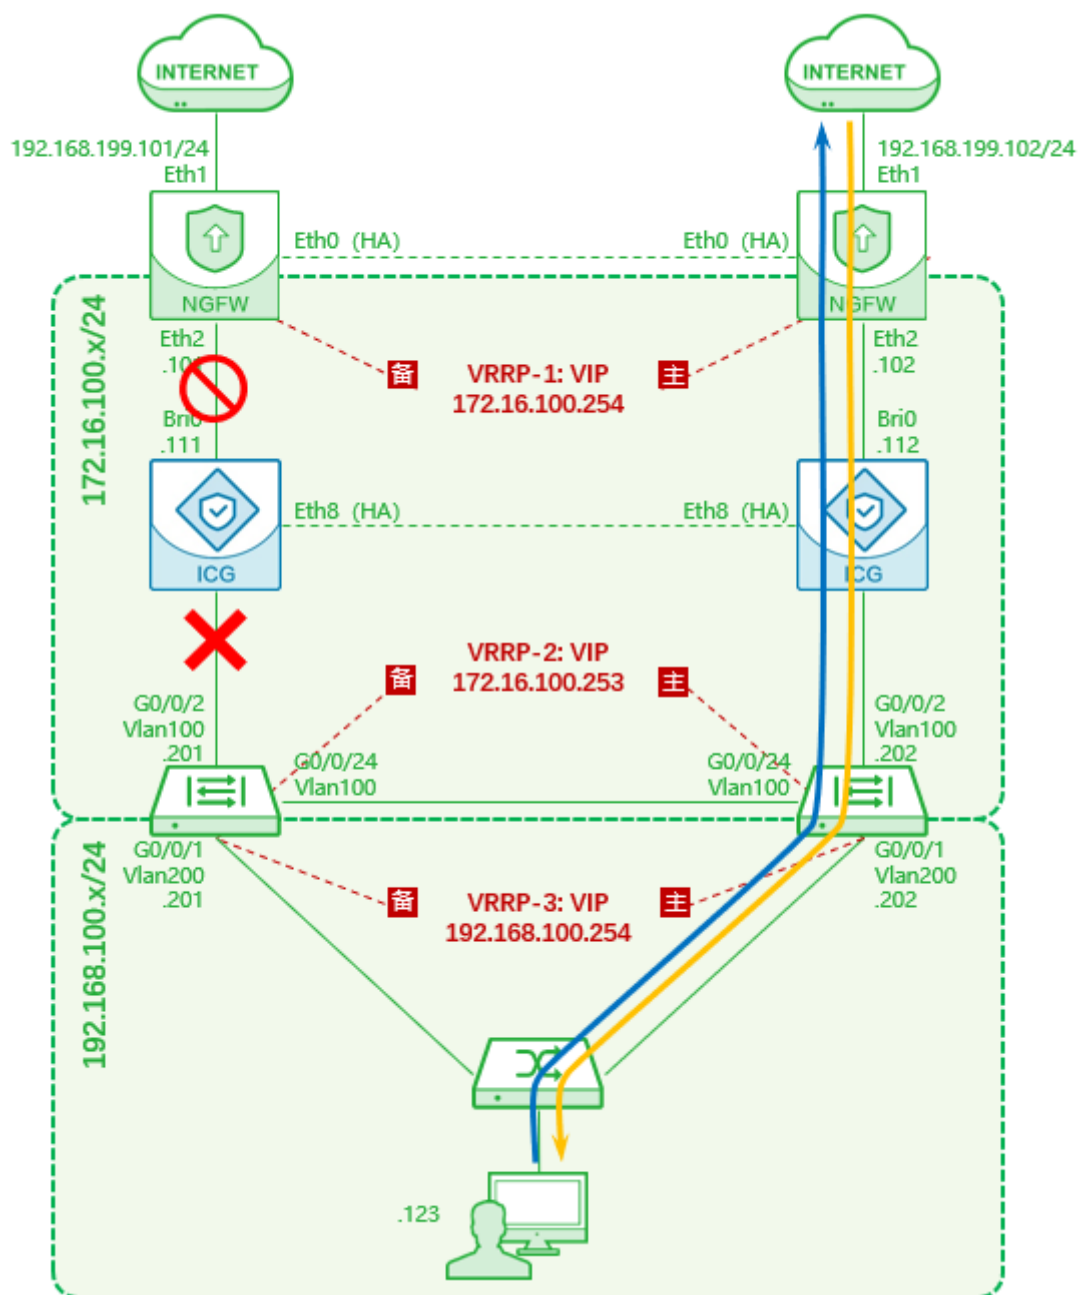 INTERNET
INTERNET
192.168.199.101/24
Eth1
192.168.199.102/24
Eth1
Eth0 (HA)
Eth0 (HA)
NGFW
NGFW
172.16.100.x/24
Eth2
Eth2
.102
备
VRRP-1: VIP
172.16.100.254
主
Bri0
.111
Bri0
.112
Eth8 (HA)
Eth8 (HA)
ICG
ICG
备
VRRP-2: VIP
172.16.100.253
主
G0/0/2
Vlan100
.201
G0/0/2
Vlan100
.202
G0/0/24
Vlan100
G0/0/24
Vlan100
192.168.100.x/24
G0/0/1
Vlan200
.201
G0/0/1
Vlan200
.202
备
VRRP-3: VIP
192.168.100.254
主
.123